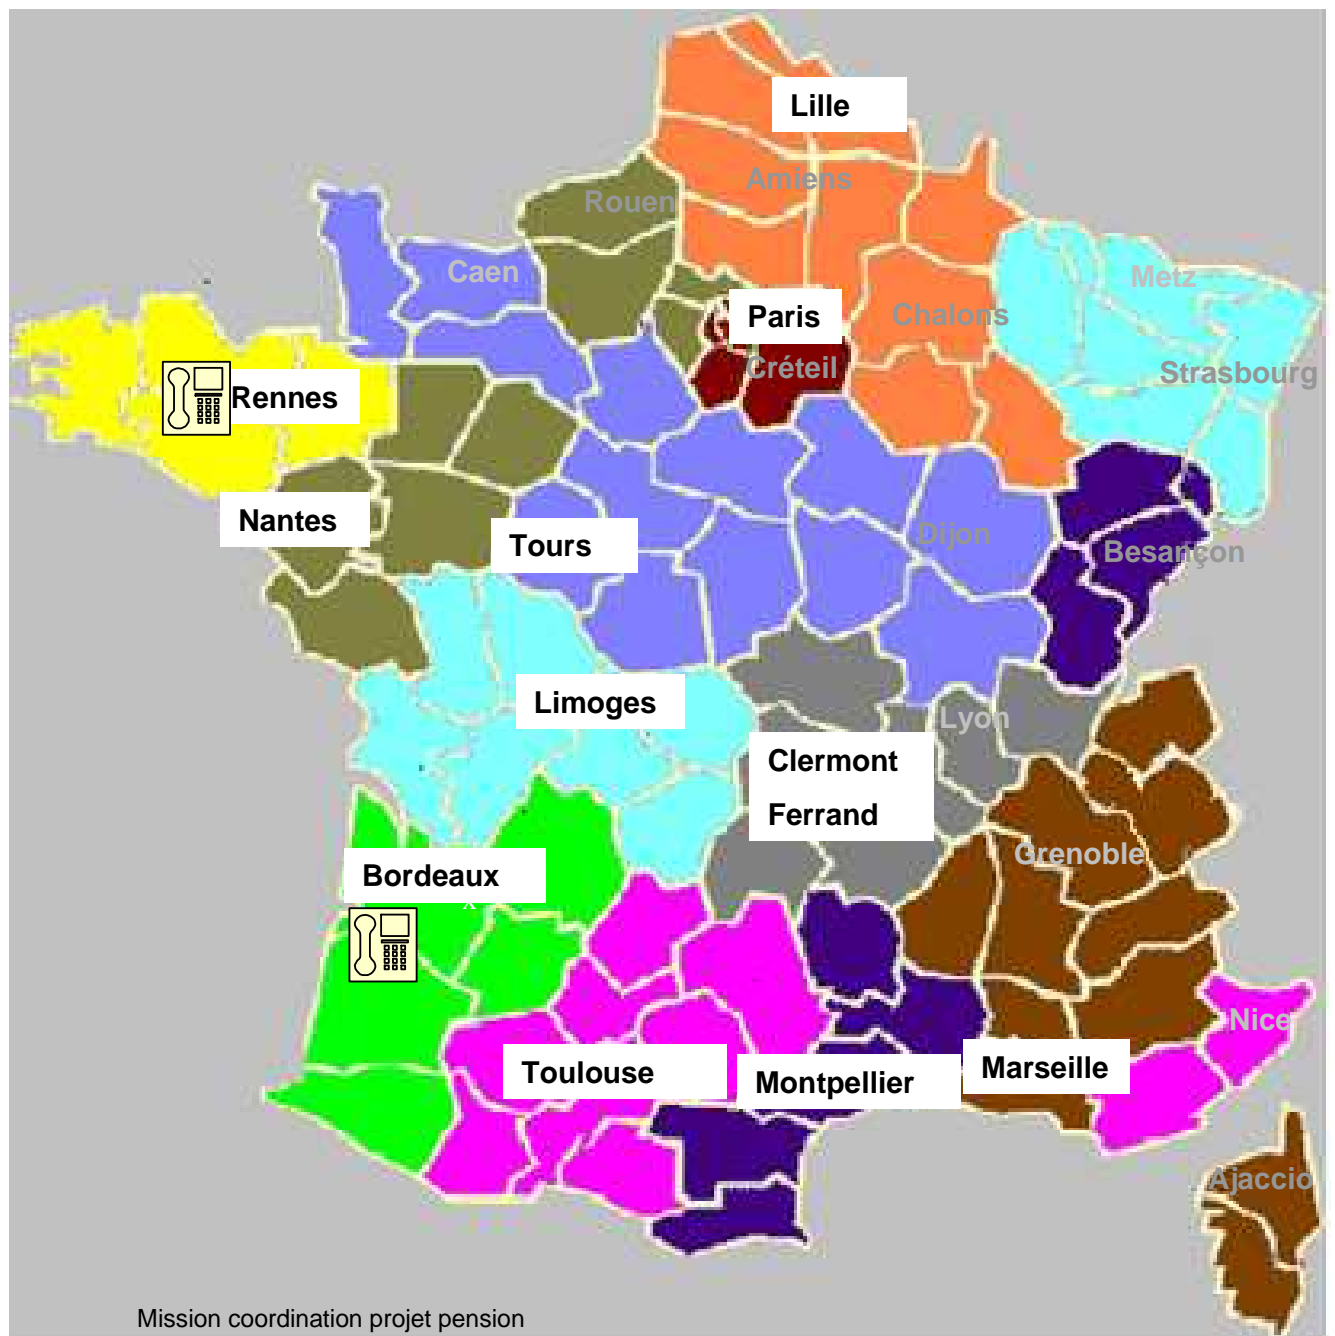 Lille
Amiens
Rouen
Caen
Metz
Paris
Chalons
Créteil
Strasbourg
Rennes
Nantes
Tours
Dijon
Besançon
Limoges
Lyon
Clermont
Ferrand
Grenoble
Bordeaux
x
Nice
Toulouse
Montpellier
Marseille
Ajaccio
Mission coordination projet pension